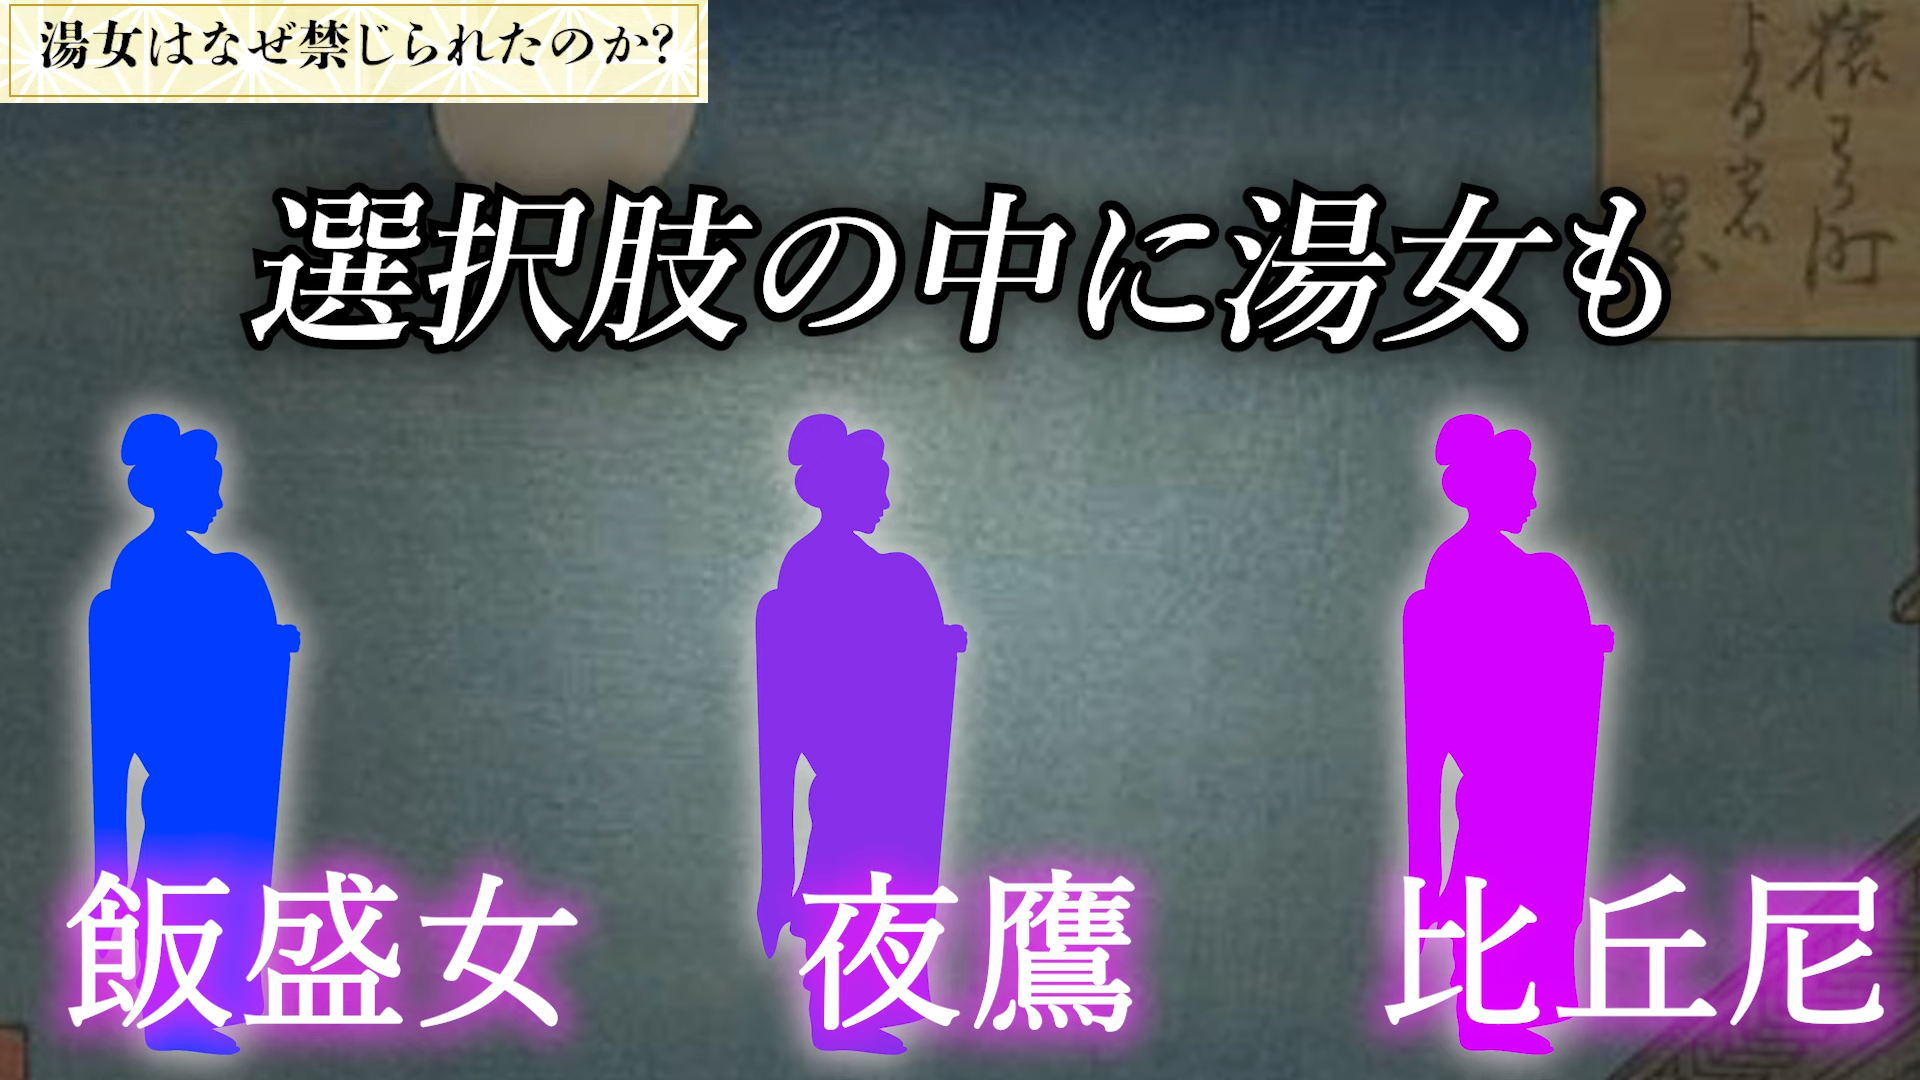 湯女はなぜ禁じられたのか?
選択肢の中に湯女も
飯盛女
夜鷹
比丘尼